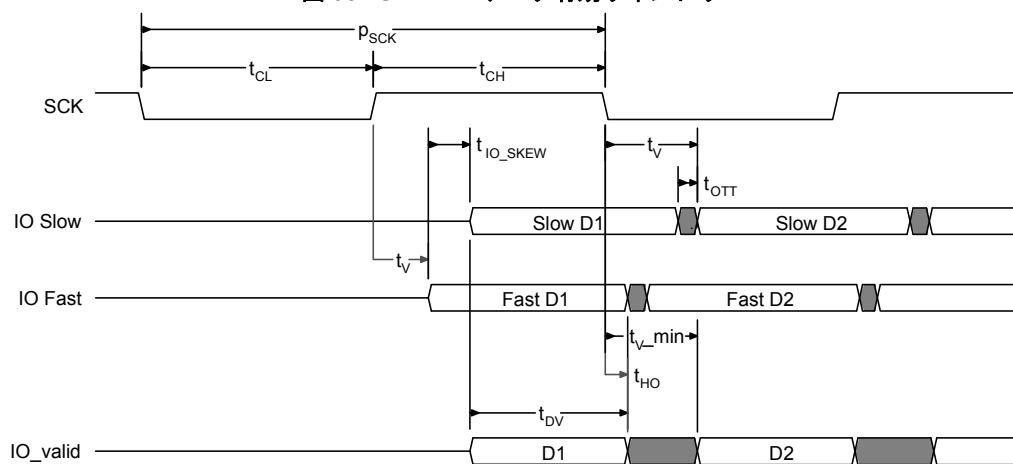 pSCK
tCL
tCH
SCK
tIO_SKEW
tV
tOTT
IO Slow
Slow D1
Slow D2
tV
IO Fast
Fast D1
Fast D2
tV_min
tHO
tDV
IO_valid
D1
D2